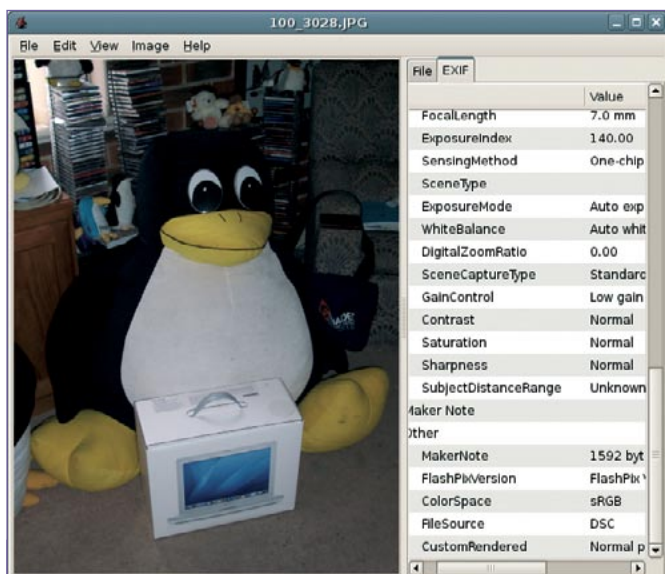 100_3028.JPG
File Edit View Image Help
File EXIF
Value
FocalLength 7.0 mm
ExposureIndex 140.00
SensingMethod One-chip
SceneType
ExposureMode Auto exp
WhiteBalance Auto whit
DigitalZoomRatio 0.00
SceneCaptureType Standard
GainControl Low gain
Contrast Normal
Saturation Normal
Sharpness Normal
SubjectDistanceRange Unknown
Maker Note
Other
MakerNote 1592 byt
FlashPixVersion FlashPix V
ColorSpace sRGB
FileSource DSC
CustomRendered Normal p